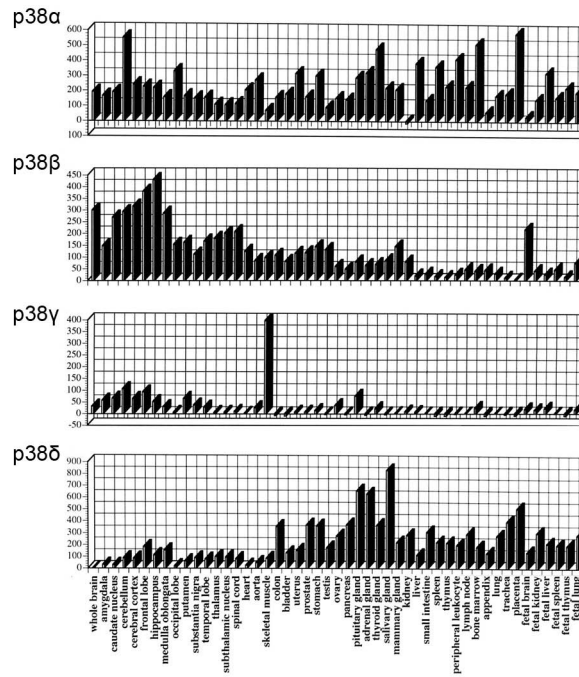 p38α
600
500
400
300
200
100
0
100
p38β
450
400
350
300
250
200
150
100
50
0
p38γ
400
350
300
250
200
150
100
50
0
-50
p38δ
900
800
700
600
500
400
300
200
100
0
whole brain
amygdala
caudate nucleus
cerebellum
cerebral cortex
frontal lobe
hippocampus
medulla oblongata
occipital lobe
putamen
substantia nigra
temporal lobe
thalamus
subthalamic nucleus
spinal cord
heart
aorta
skeletal muscle
colon
bladder
uterus
prostate
stomach
testis
ovary
pancreas
pituitary gland
adrenal gland
thyroid gland
salivary gland
mammary gland
kidney
liver
small intestine
spleen
thymus
peripheral leukocyte
lymph node
bone marrow
appendix
lung
trachea
placenta
fetal brain
fetal kidney
fetal liver
fetal spleen
fetal thymus
fetal lung